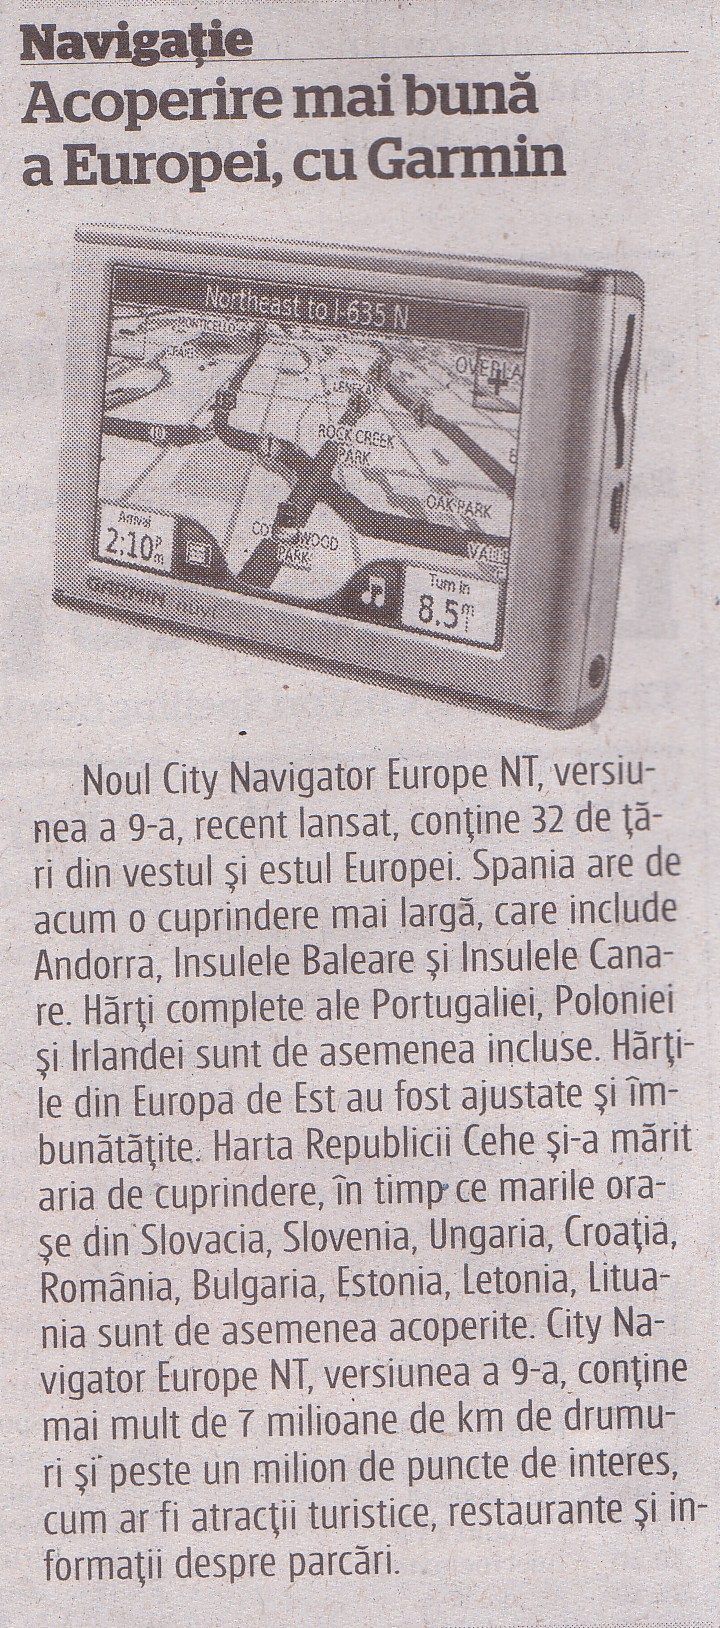 Navigație
Acoperire mai bună
a Europei, cu Garmin
Northeast to I-635 N
MONTICELLO
OVERLA
ROCK CREEK
PARK
10
OAK PARK
Arrival
2:10 P m
PARK
Turn in
8.5 m i
GARMIN
Noul City Navigator Europe NT, versiu-
nea a 9-a, recent lansat, conține 32 de ță-
ri din vestul și estul Europei. Spania are de
acum o cuprindere mai largă, care include
Andorra, Insulele Baleare și Insulele Cana-
re. Hărți complete ale Portugaliei, Poloniei
și Irlandei sunt de asemenea incluse. Hărți-
le din Europa de Est au fost ajustate și îm-
bunătățite. Harta Republicii Cehe și-a mărit
aria de cuprindere, în timp ce marile ora-
șe din Slovacia, Slovenia, Ungaria, Croația,
România, Bulgaria, Estonia, Letonia, Litua-
nia sunt de asemenea acoperite. City Na-
vigator Europe NT, versiunea a 9-a, conține
mai mult de 7 milioane de km de drumu-
ri și peste un milion de puncte de interes,
cum ar fi atracții turistice, restaurante și in-
formații despre parcări.